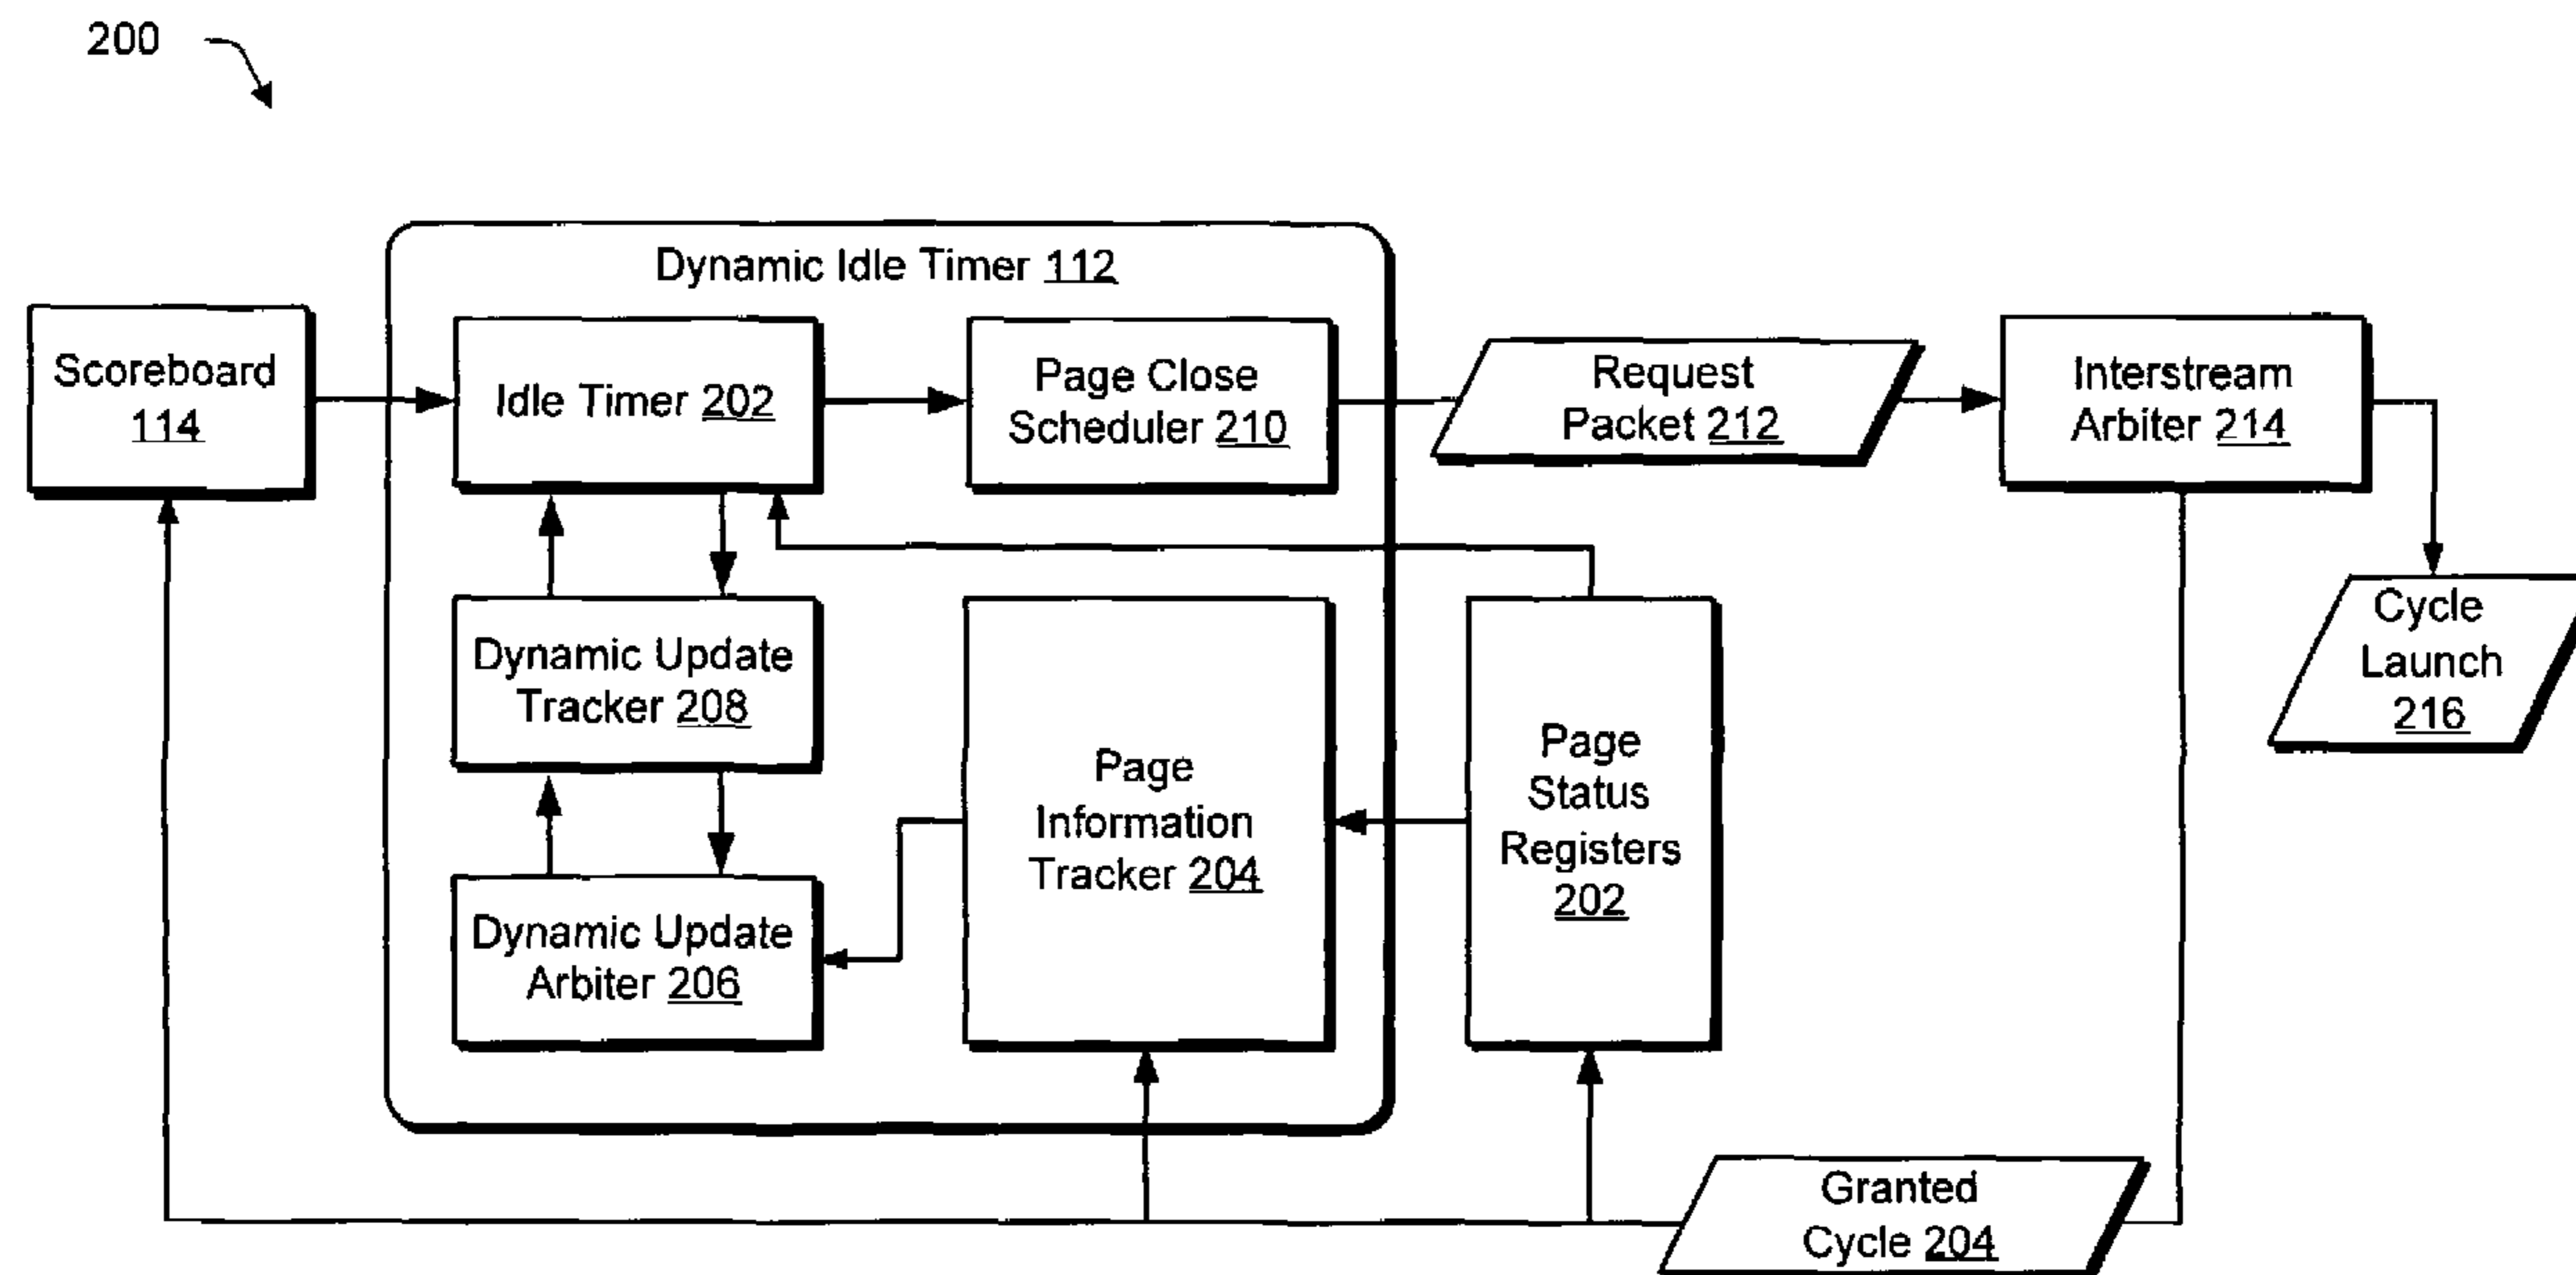 200
Dynamic Idle Timer 112
Scoreboard
114
Idle Timer 202
Page Close
Scheduler 210
Request
Packet 212
Interstream
Arbiter 214
Cycle
Launch
216
Dynamic Update
Tracker 208
Page
Information
Tracker 204
Page
Status
Registers
202
Dynamic Update
Arbiter 206
Granted
Cycle 204